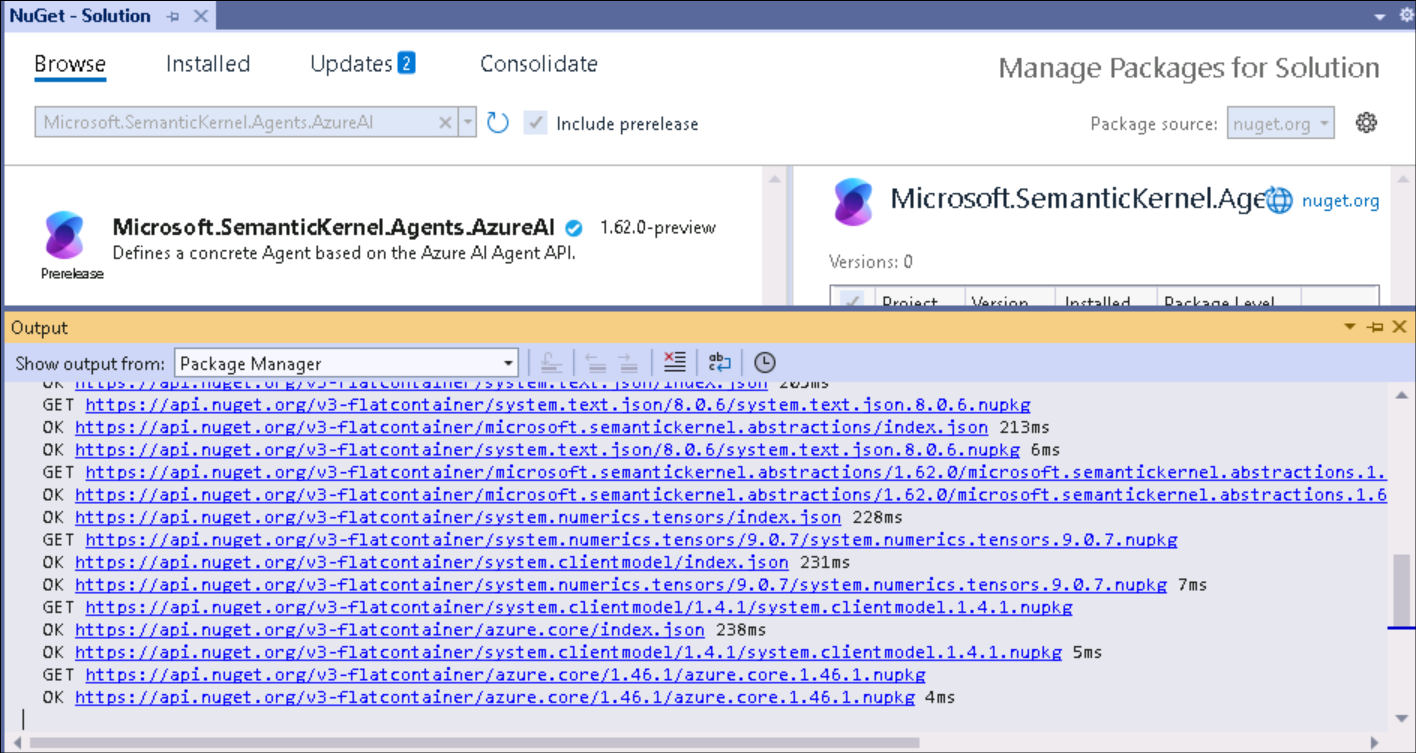 NuGet - Solution
Browse Installed Updates 2 Consolidate
Manage Packages for Solution
Microsoft.SemanticKernel.Agents.AzureAI
Include prerelease
Package source: nuget.org
Microsoft.SemanticKernel.Agents.AzureAI 1.62.0-preview
Defines a concrete Agent based on the Azure AI Agent API.
Prerelease
Microsoft.SemanticKernel.Age nuget.org
Versions: 0
Project Version Installed Package Level
Output
Show output from: Package Manager
OK https://api.nuget.org/v3-flatcontainer/system.text.json/index.json 205ms
GET https://api.nuget.org/v3-flatcontainer/system.text.json/8.0.6/system.text.json.8.0.6.nupkg
OK https://api.nuget.org/v3-flatcontainer/microsoft.semantickernel.abstractions/index.json 213ms
OK https://api.nuget.org/v3-flatcontainer/system.text.json/8.0.6/system.text.json.8.0.6.nupkg 6ms
GET https://api.nuget.org/v3-flatcontainer/microsoft.semantickernel.abstractions/1.62.0/microsoft.semantickernel.abstractions.1.
OK https://api.nuget.org/v3-flatcontainer/microsoft.semantickernel.abstractions/1.62.0/microsoft.semantickernel.abstractions.1.6
OK https://api.nuget.org/v3-flatcontainer/system.numerics.tensors/index.json 228ms
GET https://api.nuget.org/v3-flatcontainer/system.numerics.tensors/9.0.7/system.numerics.tensors.9.0.7.nupkg
OK https://api.nuget.org/v3-flatcontainer/system.clientmodel/index.json 231ms
OK https://api.nuget.org/v3-flatcontainer/system.numerics.tensors/9.0.7/system.numerics.tensors.9.0.7.nupkg 7ms
GET https://api.nuget.org/v3-flatcontainer/system.clientmodel/1.4.1/system.clientmodel.1.4.1.nupkg
OK https://api.nuget.org/v3-flatcontainer/azure.core/index.json 238ms
OK https://api.nuget.org/v3-flatcontainer/system.clientmodel/1.4.1/system.clientmodel.1.4.1.nupkg 5ms
GET https://api.nuget.org/v3-flatcontainer/azure.core/1.46.1/azure.core.1.46.1.nupkg
OK https://api.nuget.org/v3-flatcontainer/azure.core/1.46.1/azure.core.1.46.1.nupkg 4ms